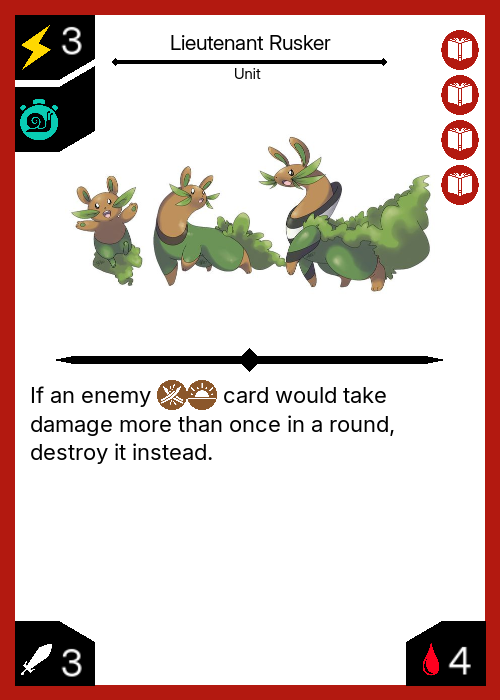 3
Lieutenant Rusker
Unit
If an enemy card would take
damage more than once in a round,
destroy it instead.
3
4